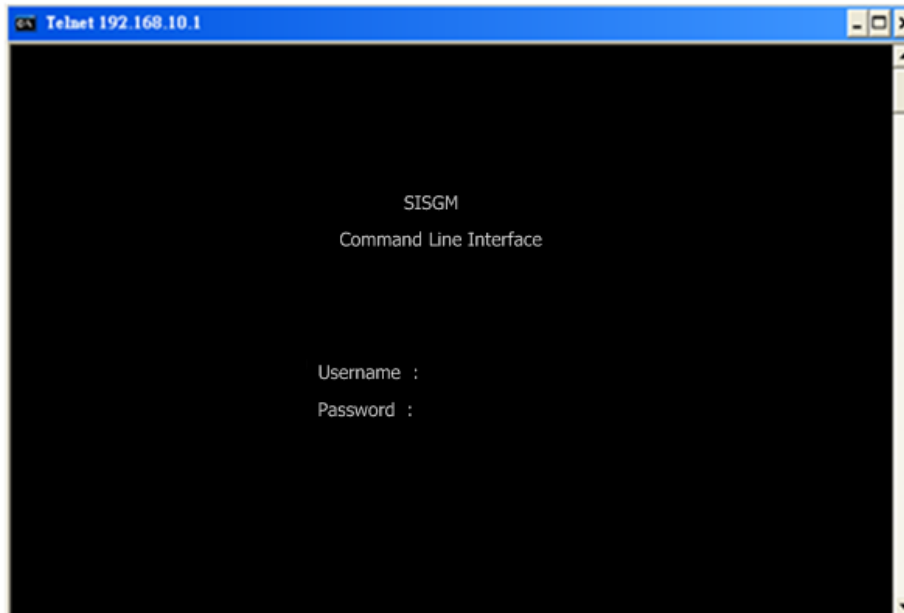 Telnet 192.168.10.1
SISGM
Command Line Interface
Username :
Password :